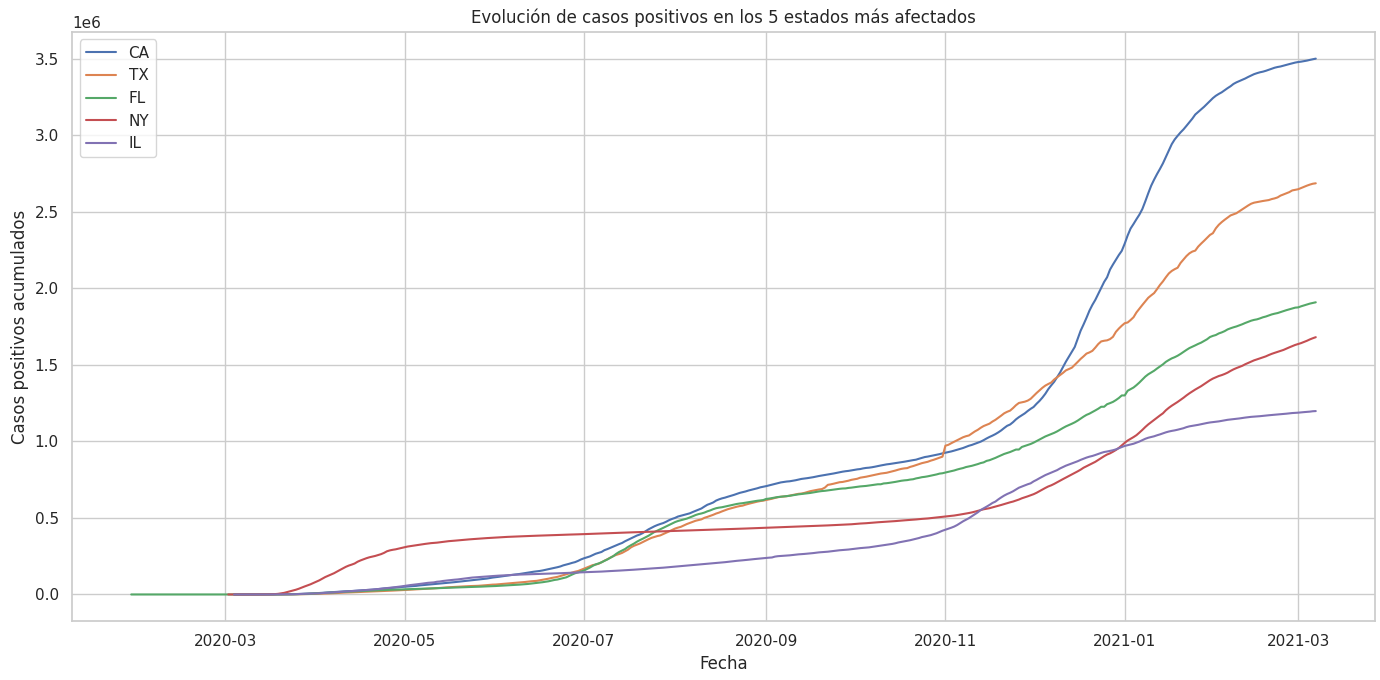 Evolución de casos positivos en los 5 estados más afectados
1e6
CA
TX
FL
NY
IL
3.5
3.0
2.5
2.0
1.5
1.0
0.5
0.0
Casos positivos acumulados
2020-03 2020-05 2020-07 2020-09 2020-11 2021-01 2021-03
Fecha